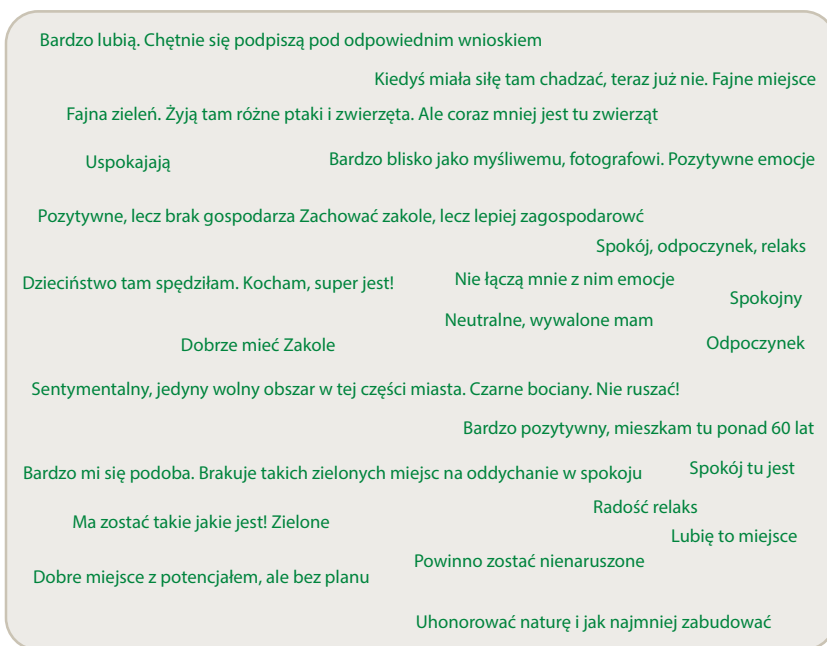 Bardzo lubią. Chętnie się podpiszą pod odpowiednim wnioskiem
Kiedyś miała siłę tam chadzać, teraz już nie. Fajne miejsce
Fajna zieleń. Żyją tam różne ptaki i zwierzęta. Ale coraz mniej jest tu zwierząt
Uspokajają
Bardzo blisko jako myśliwemu, fotografowi. Pozytywne emocje
Pozytywne, lecz brak gospodarza Zachować zakole, lecz lepiej zagospodarowć
Spokój, odpoczynek, relaks
Dzieciństwo tam spędziłam. Kocham, super jest!
Nie łączą mnie z nim emocje
Spokojny
Neutralne, wywalone mam
Dobrze mieć Zakole
Odpoczynek
Sentymentalny, jedyny wolny obszar w tej części miasta. Czarne bociany. Nie ruszać!
Bardzo pozytywny, mieszkam tu ponad 60 lat
Bardzo mi się podoba. Brakuje takich zielonych miejsc na oddychanie w spokoju
Spokój tu jest
Radość relaks
Ma zostać takie jakie jest! Zielone
Lubię to miejsce
Powinno zostać nienaruszone
Dobre miejsce z potencjałem, ale bez planu
Uhonorować naturę i jak najmniej zabudować